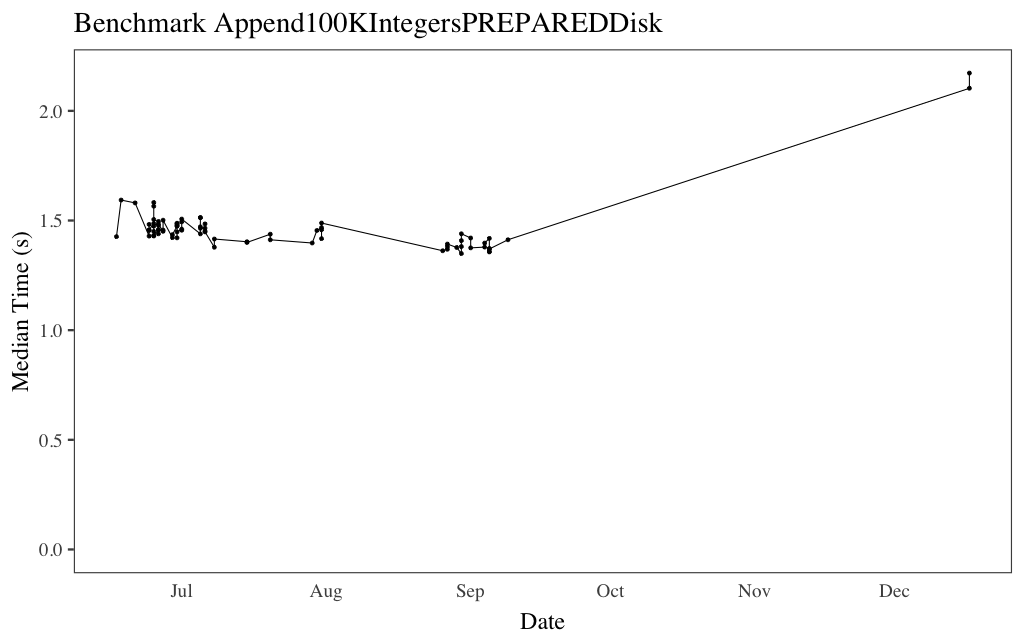 Benchmark Append100KIntegersPREPAREDDisk
Median Time (s)
2.0
1.5
1.0
0.5
0.0
Jul Aug Sep Oct Nov Dec
Date